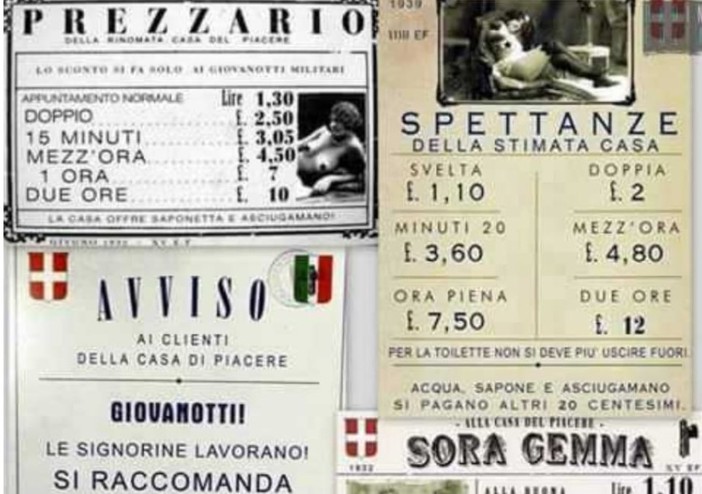 PREZZARIO
DELLA RINOMATA CASA DEL PIACERE
LO SCONTO SI FA SOLO AI GIOVANOTTI MILITARI
APPUNTAMENTO NORMALE Lire 1,30
DOPPIO £. 2,50
15 MINUTI £. 3,05
MEZZ'ORA £. 4,50
1 ORA £. 7
DUE ORE £. 10
LA CASA OFFRE SAPONETTA E ASCIUGAMANO!
AVVISO
AI CLIENTI
DELLA CASA DI PIACERE
GIOVANOTTI!
LE SIGNORINE LAVORANO!
SI RACCOMANDA
1939
SPETTANZE
DELLA STIMATA CASA
SVELTA DOPPIA
£. 1,10 £. 2
MINUTI 20 MEZZ'ORA
£. 3,60 £. 4,80
ORA PIENA DUE ORE
£. 7,50 £. 12
PER LA TOILETTE NON SI DEVE PIU' USCIRE FUORI.
ACQUA, SAPONE E ASCIUGAMANO
SI PAGANO ALTRI 20 CENTESIMI.
- ALLA CASA DEL PIACERE -
SORA GEMMA
1932 XV EF
ALLA BUONA Lire 1,10